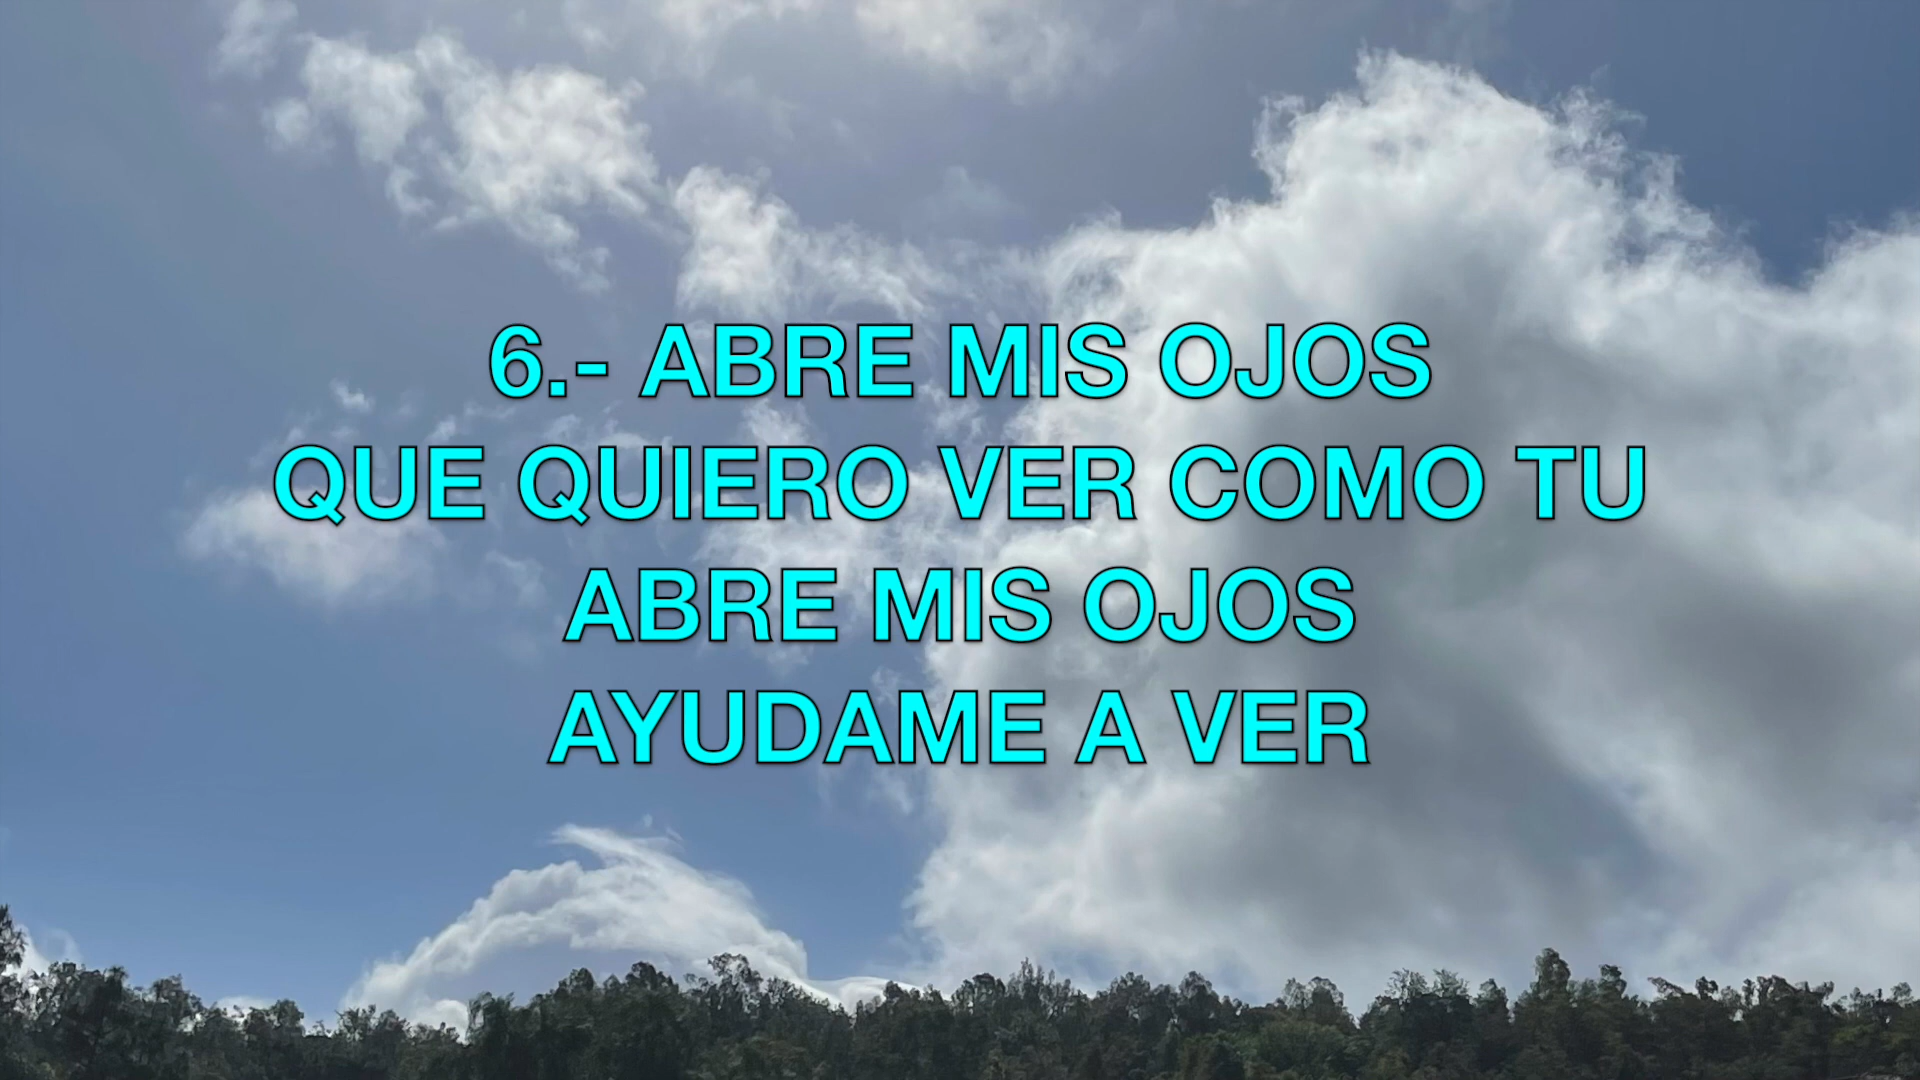 6.- ABRE MIS OJOS
QUE QUIERO VER COMO TU
ABRE MIS OJOS
AYUDAME A VER